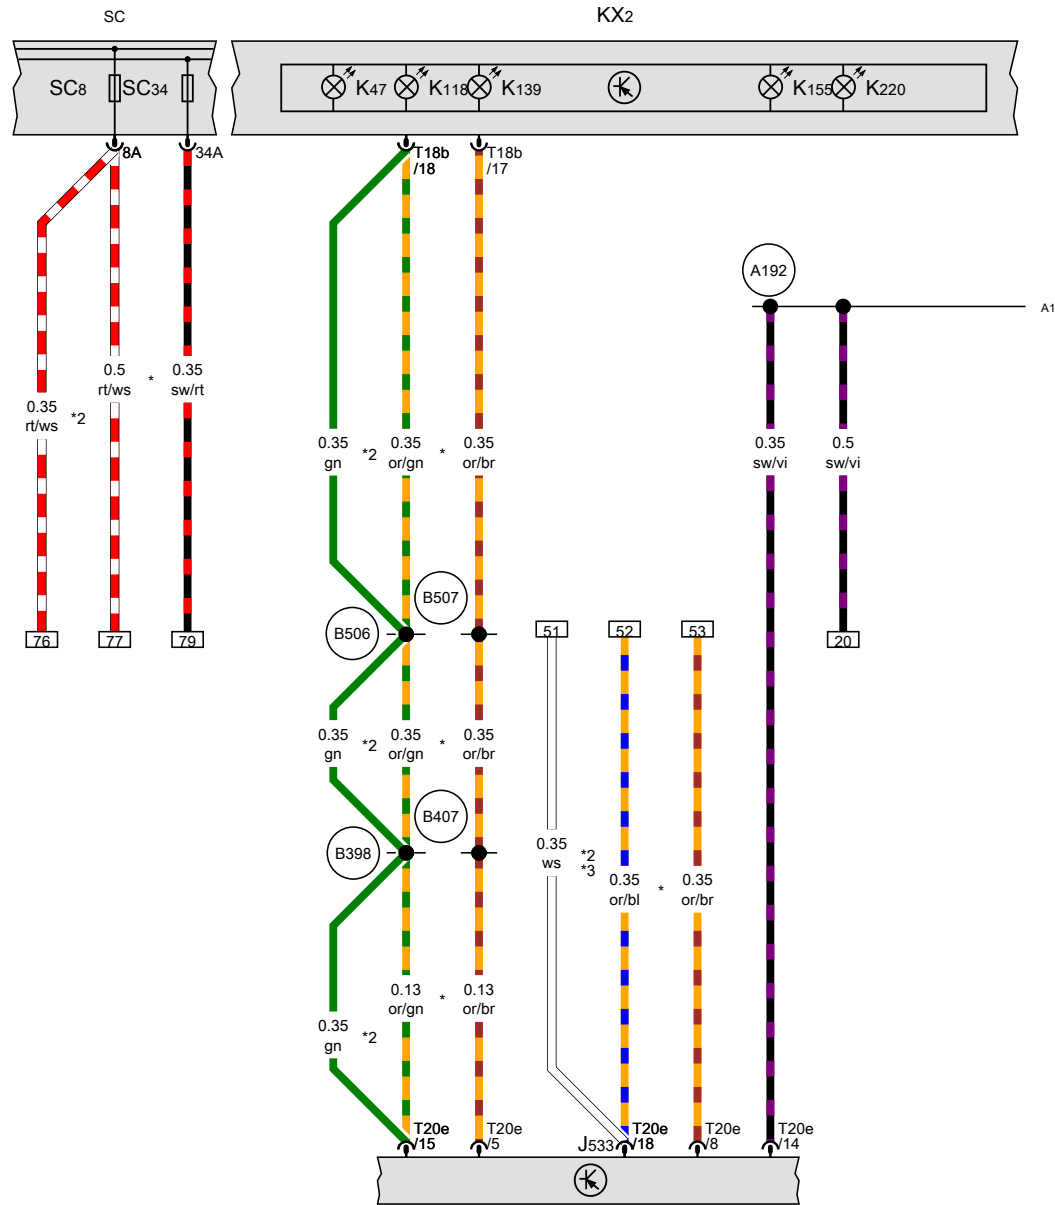 SC
KX2
SC8 SC34
K47 K118 K139 K155 K220
8A 34A
T18b /18
T18b /17
A192
A1
0.5 rt/ws * 0.35 sw/rt
0.35 rt/ws *2
0.35 gn *2 0.35 or/gn * 0.35 or/br
0.35 sw/vi 0.5 sw/vi
B507
B506
76 77 79
51 52 53
20
0.35 gn *2 0.35 or/gn * 0.35 or/br
B407
B398
0.35 ws *2 *3
0.35 or/bl * 0.35 or/br
0.13 or/gn * 0.13 or/br
0.35 gn *2
T20e /15
T20e /5
J533
T20e /18
T20e /8
T20e /14